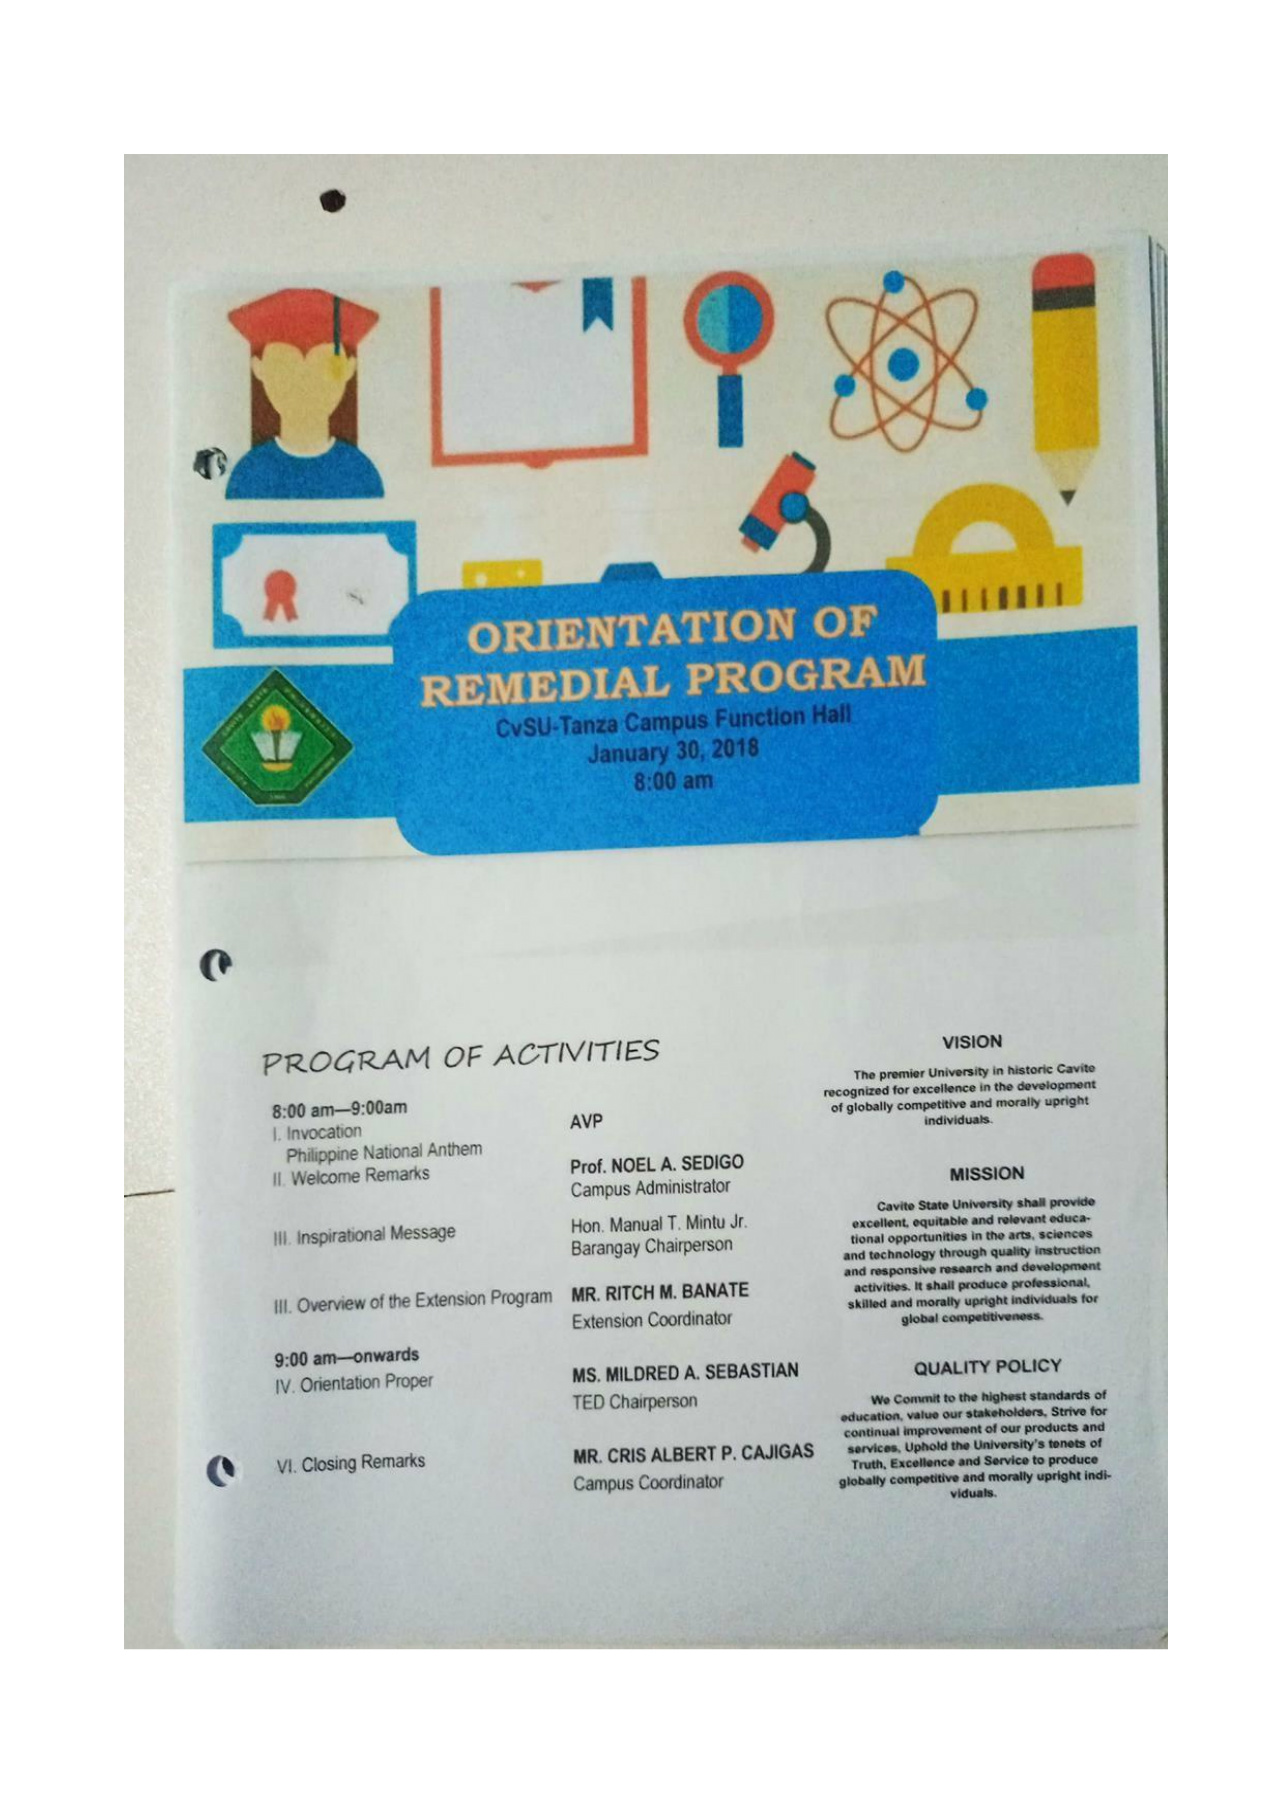 ORIENTATION OF
REMEDIAL PROGRAM
CvSU-Tanza Campus Function Hall
January 30, 2018
8:00 am
PROGRAM OF ACTIVITIES
8:00 am—9:00am
I. Invocation
AVP
Philippine National Anthem
II. Welcome Remarks
Prof. NOEL A. SEDIGO
Campus Administrator
III. Inspirational Message
Hon. Manual T. Mintu Jr.
Barangay Chairperson
III. Overview of the Extension Program
MR. RITCH M. BANATE
Extension Coordinator
9:00 am—onwards
IV. Orientation Proper
MS. MILDRED A. SEBASTIAN
TED Chairperson
VI. Closing Remarks
MR. CRIS ALBERT P. CAJIGAS
Campus Coordinator
VISION
The premier University in historic Cavite
recognized for excellence in the development
of globally competitive and morally upright
individuals.
MISSION
Cavite State University shall provide
excellent, equitable and relevant educa-
tional opportunities in the arts, sciences
and technology through quality instruction
and responsive research and development
activities. It shall produce professional,
skilled and morally upright individuals for
global competitiveness.
QUALITY POLICY
We Commit to the highest standards of
education, value our stakeholders, Strive for
continual improvement of our products and
services, Uphold the University's tenets of
Truth, Excellence and Service to produce
globally competitive and morally upright indi-
viduals.